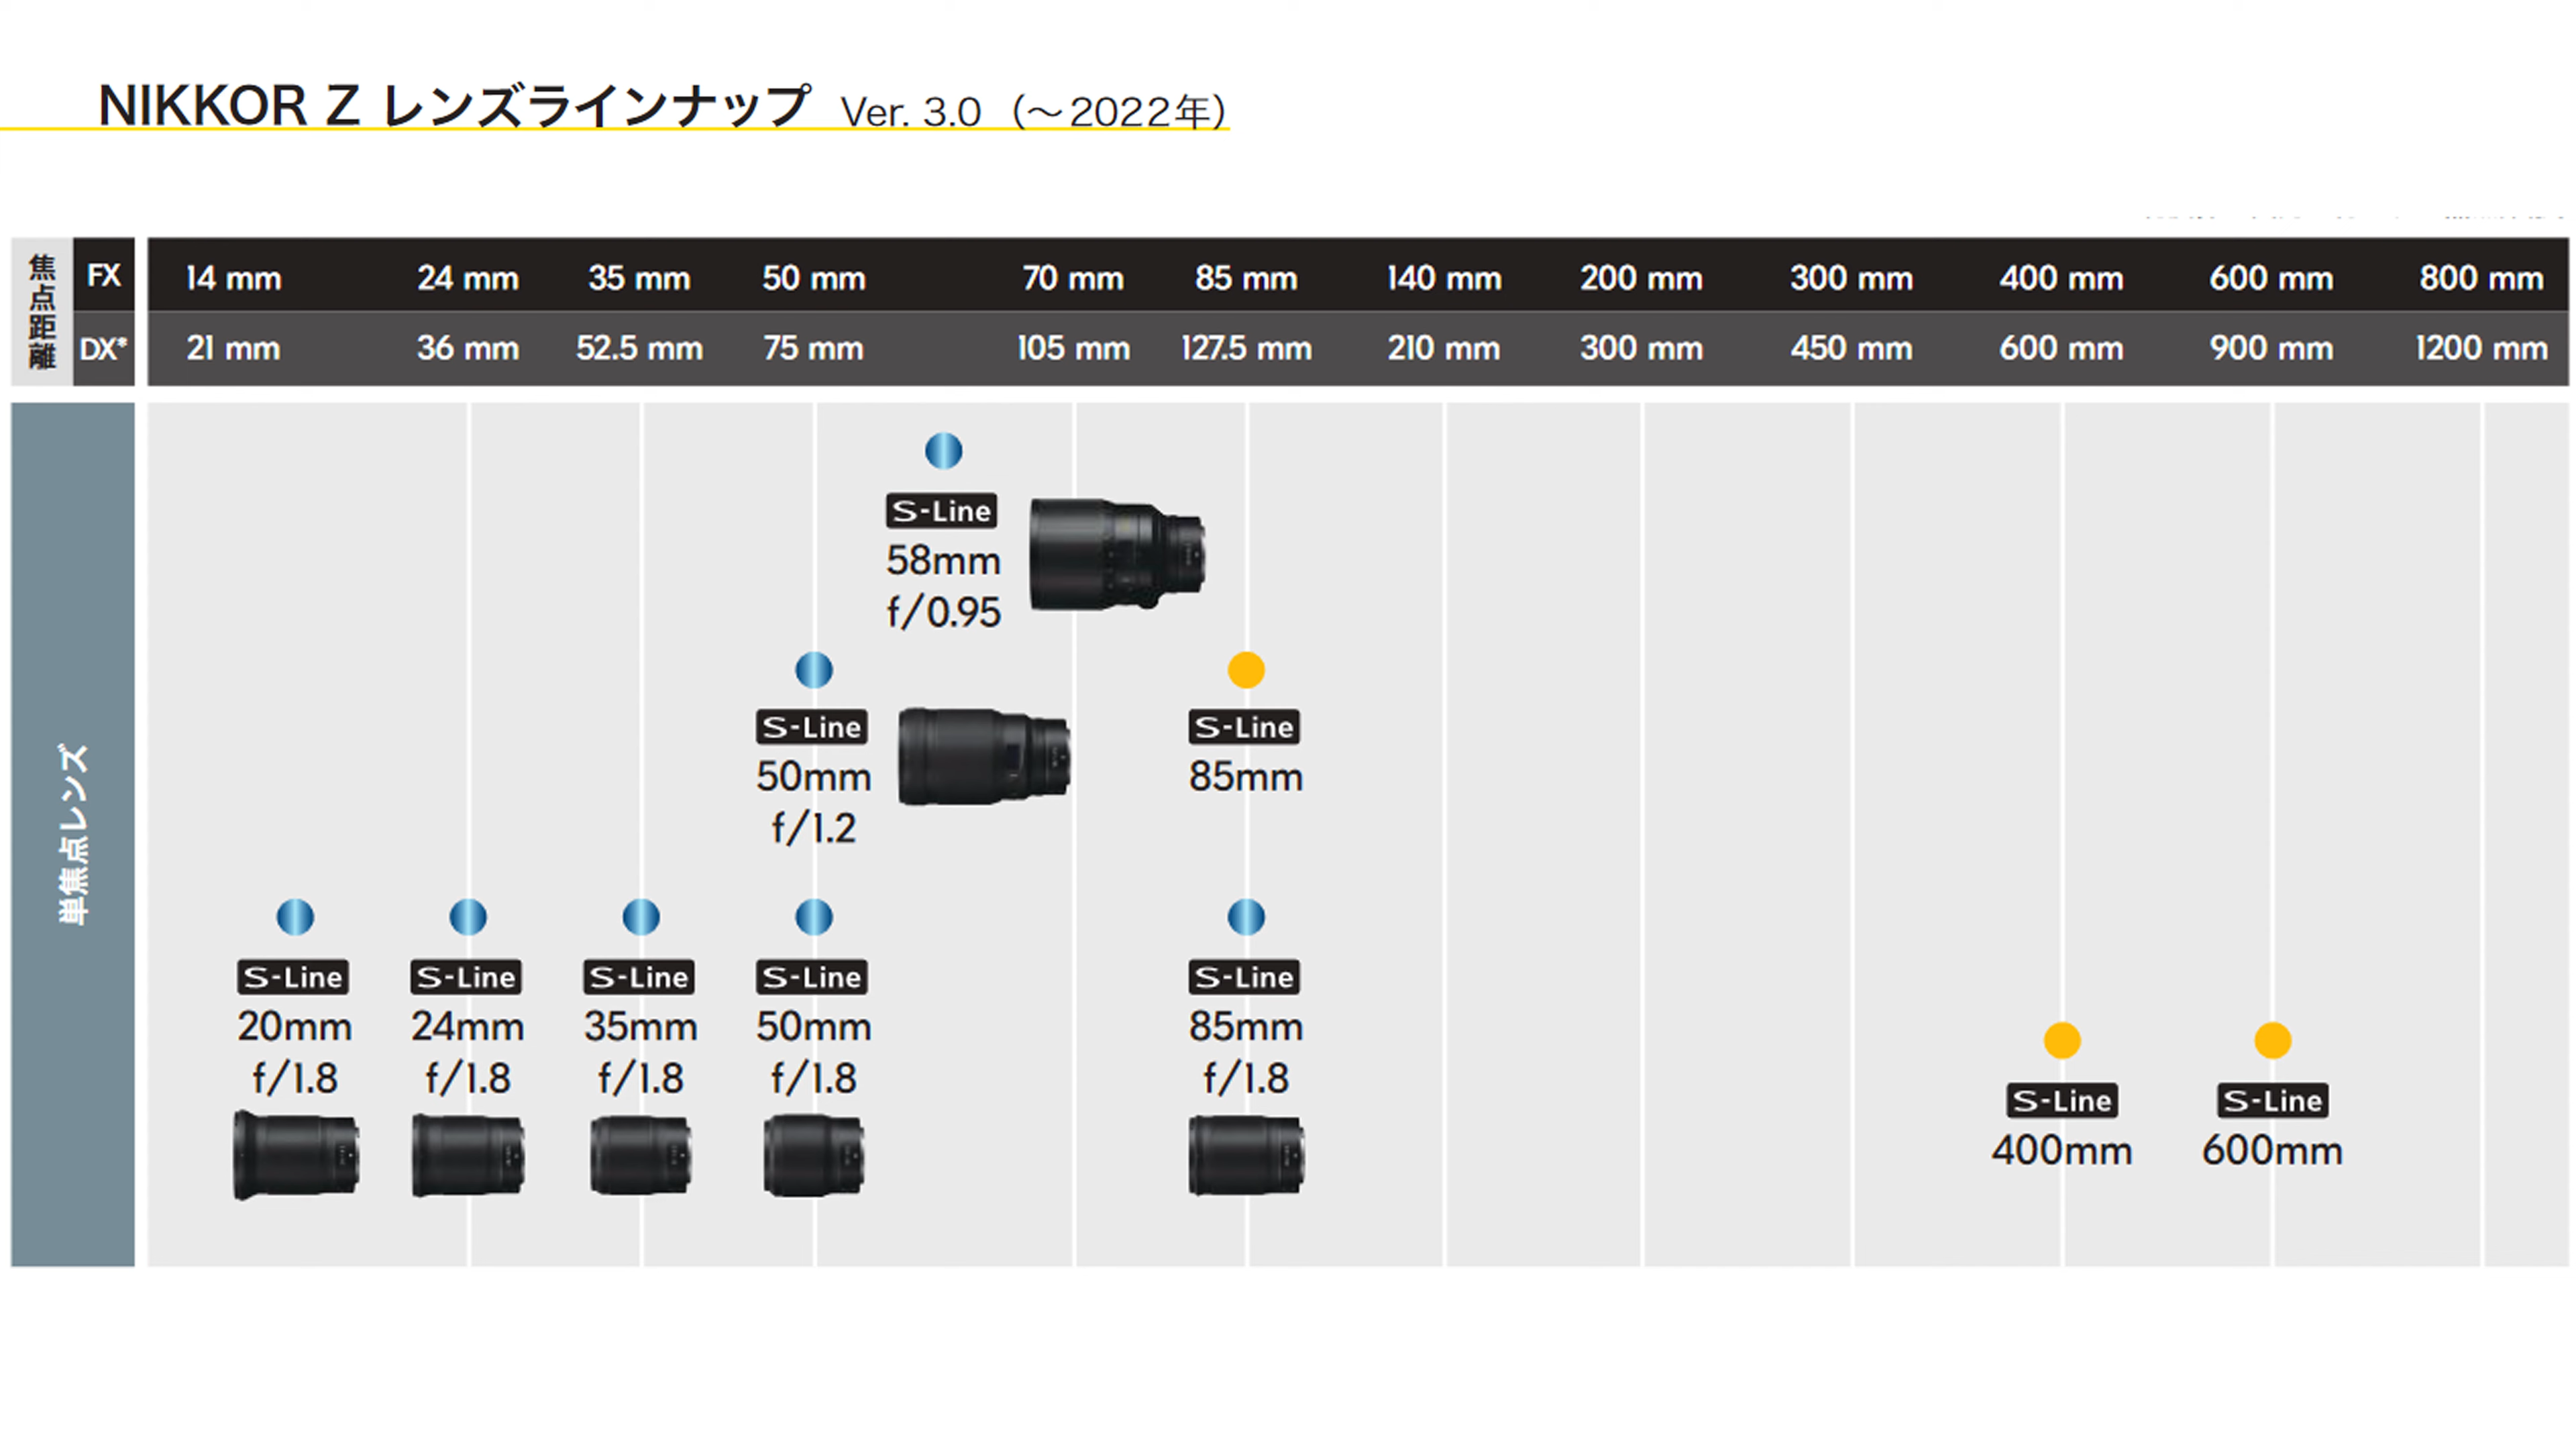 NIKKOR Z レンズラインナップ Ver. 3.0 (～2022年)
焦点距離
FX 14 mm 24 mm 35 mm 50 mm 70 mm 85 mm 140 mm 200 mm 300 mm 400 mm 600 mm 800 mm
DX* 21 mm 36 mm 52.5 mm 75 mm 105 mm 127.5 mm 210 mm 300 mm 450 mm 600 mm 900 mm 1200 mm
単焦点レンズ
S-Line
58mm
f/0.95
S-Line S-Line
50mm 85mm
f/1.2
S-Line S-Line S-Line S-Line S-Line
20mm 24mm 35mm 50mm 85mm
f/1.8 f/1.8 f/1.8 f/1.8 f/1.8
S-Line S-Line
400mm 600mm